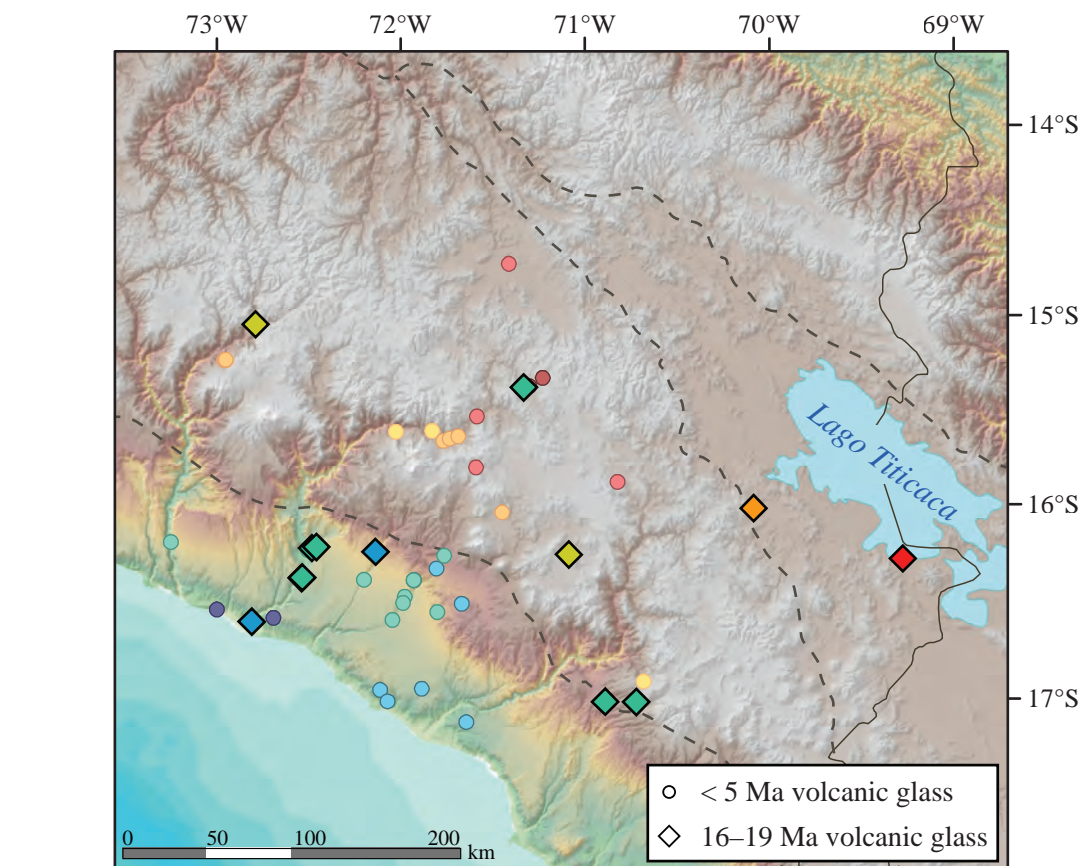 73°W 72°W 71°W 70°W 69°W
14°S
15°S
Lago Titicaca
16°S
17°S
< 5 Ma volcanic glass
16–19 Ma volcanic glass
0 50 100 200
km